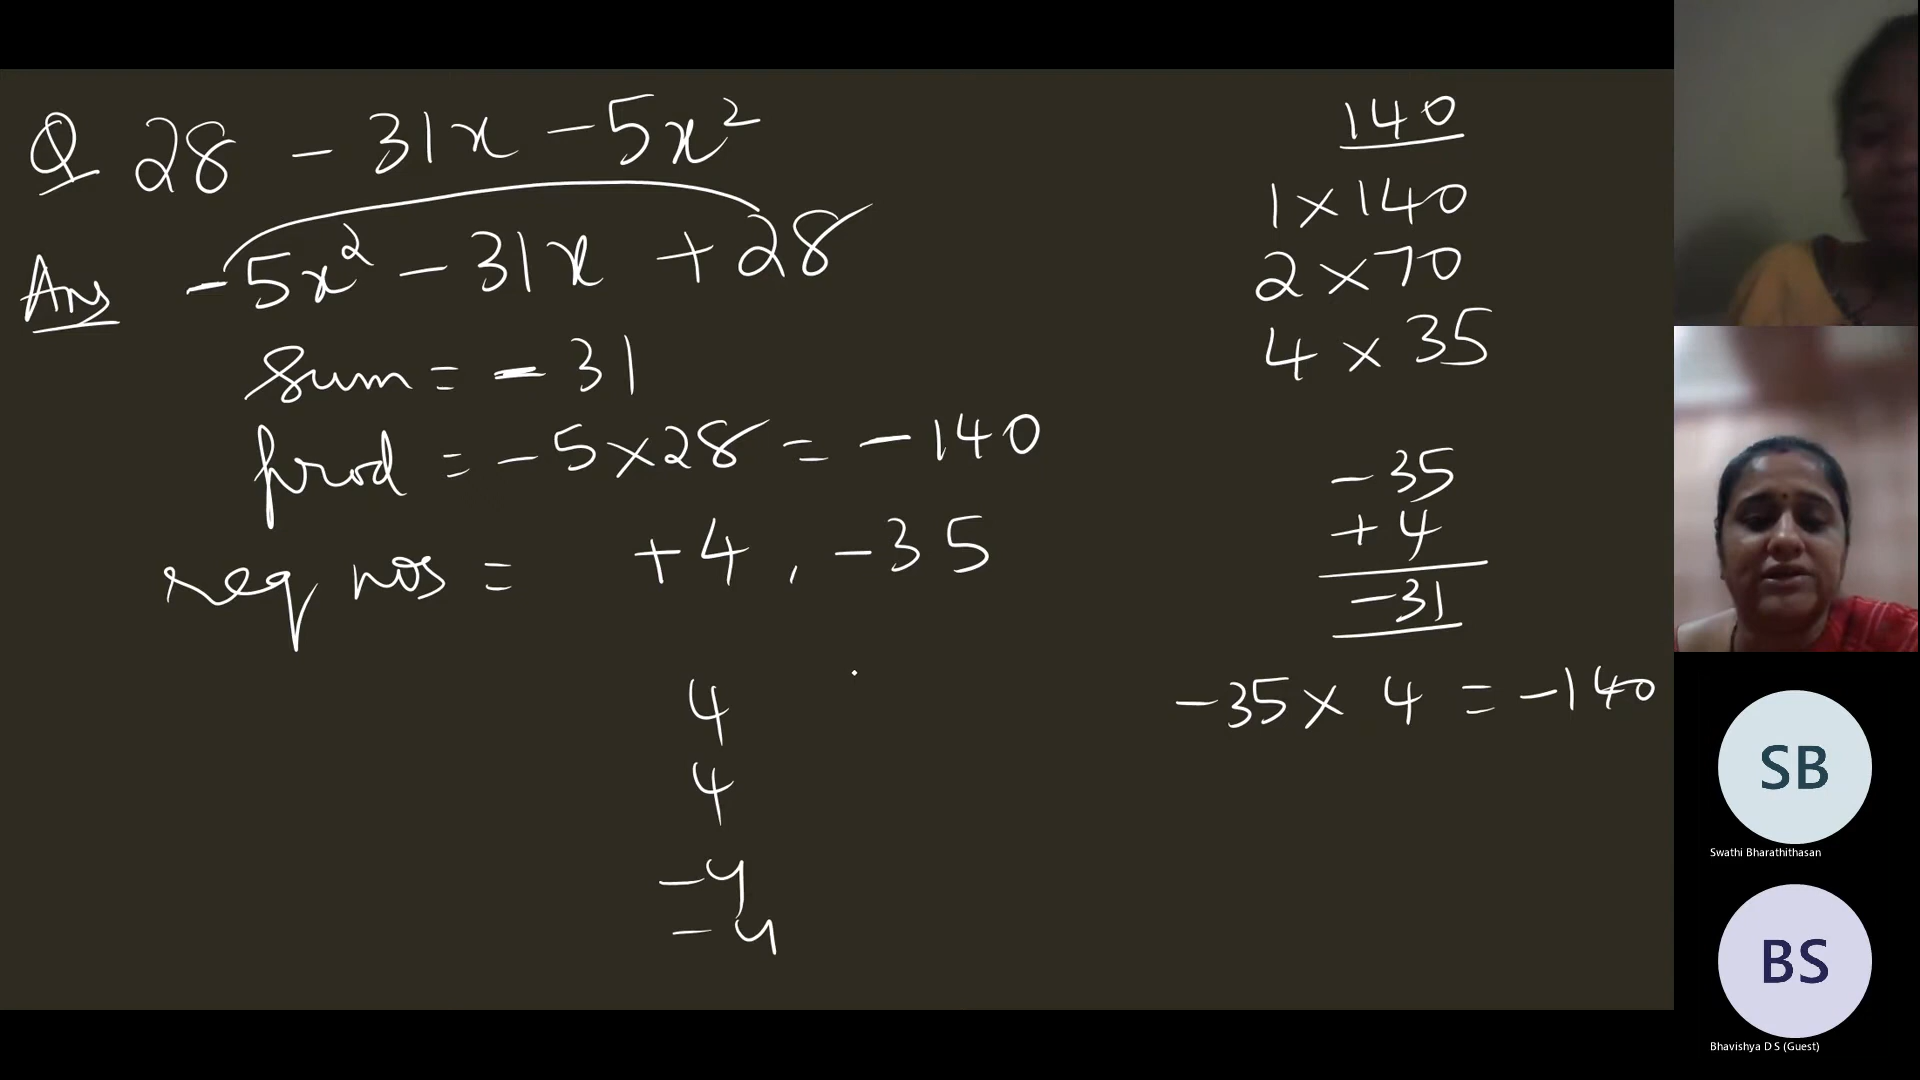 Q 28 - 31x - 5x²
Ans -5x² - 31x + 28
Sum = - 31
prod = - 5 x 28 = - 140
req nos = +4 , - 35
4
4
-4
-4
140
1 x 140
2 x 70
4 x 35
- 35
+ 4
- 31
- 35 x 4 = - 140
SB
Swathi Bharathithasan
BS
Bhavishya D S (Guest)